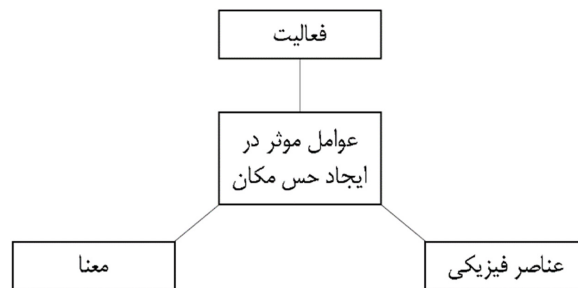 فعالیت
عوامل موثر در
ایجاد حس مکان
عناصر فیزیکی
معنا